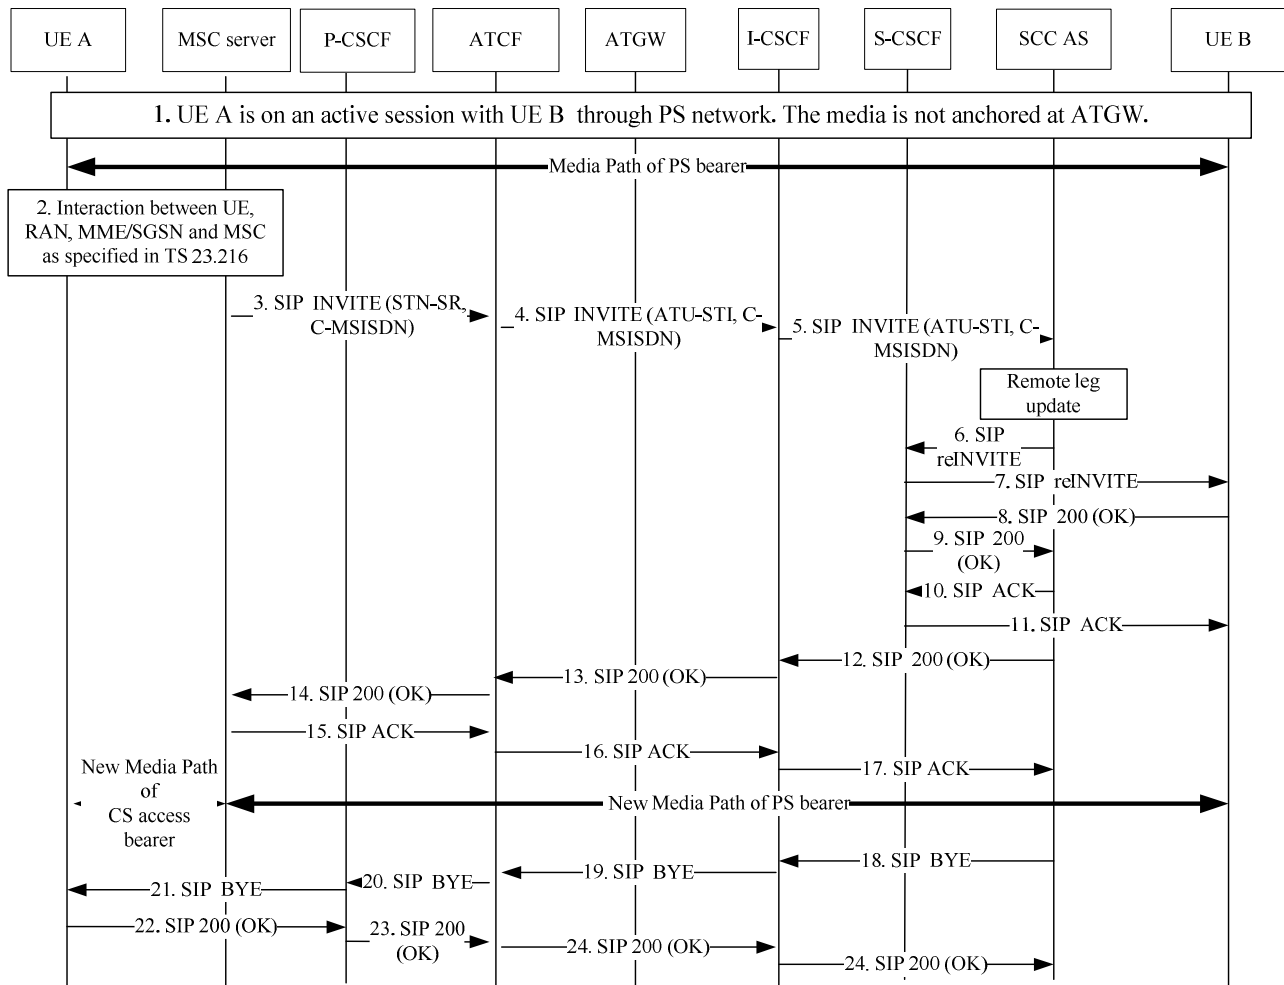 UE A
MSC server
P-CSCF
ATCF
ATGW
I-CSCF
S-CSCF
SCC AS
UE B
1. UE A is on an active session with UE B through PS network. The media is not anchored at ATGW.
Media Path of PS bearer
2. Interaction between UE,
RAN, MME/SGSN and MSC
as specified in TS 23.216
3. SIP INVITE (STN-SR,
C-MSISDN)
4. SIP INVITE (ATU-STI, C-
MSISDN)
5. SIP INVITE (ATU-STI, C-
MSISDN)
Remote leg
update
6. SIP
reINVITE
7. SIP reINVITE
8. SIP 200 (OK)
9. SIP 200
(OK)
10. SIP ACK
11. SIP ACK
12. SIP 200 (OK)
13. SIP 200 (OK)
14. SIP 200 (OK)
15. SIP ACK
16. SIP ACK
17. SIP ACK
New Media Path
of
CS access
bearer
New Media Path of PS bearer
18. SIP BYE
19. SIP BYE
20. SIP BYE
21. SIP BYE
22. SIP 200 (OK)
23. SIP 200
(OK)
24. SIP 200 (OK)
24. SIP 200 (OK)